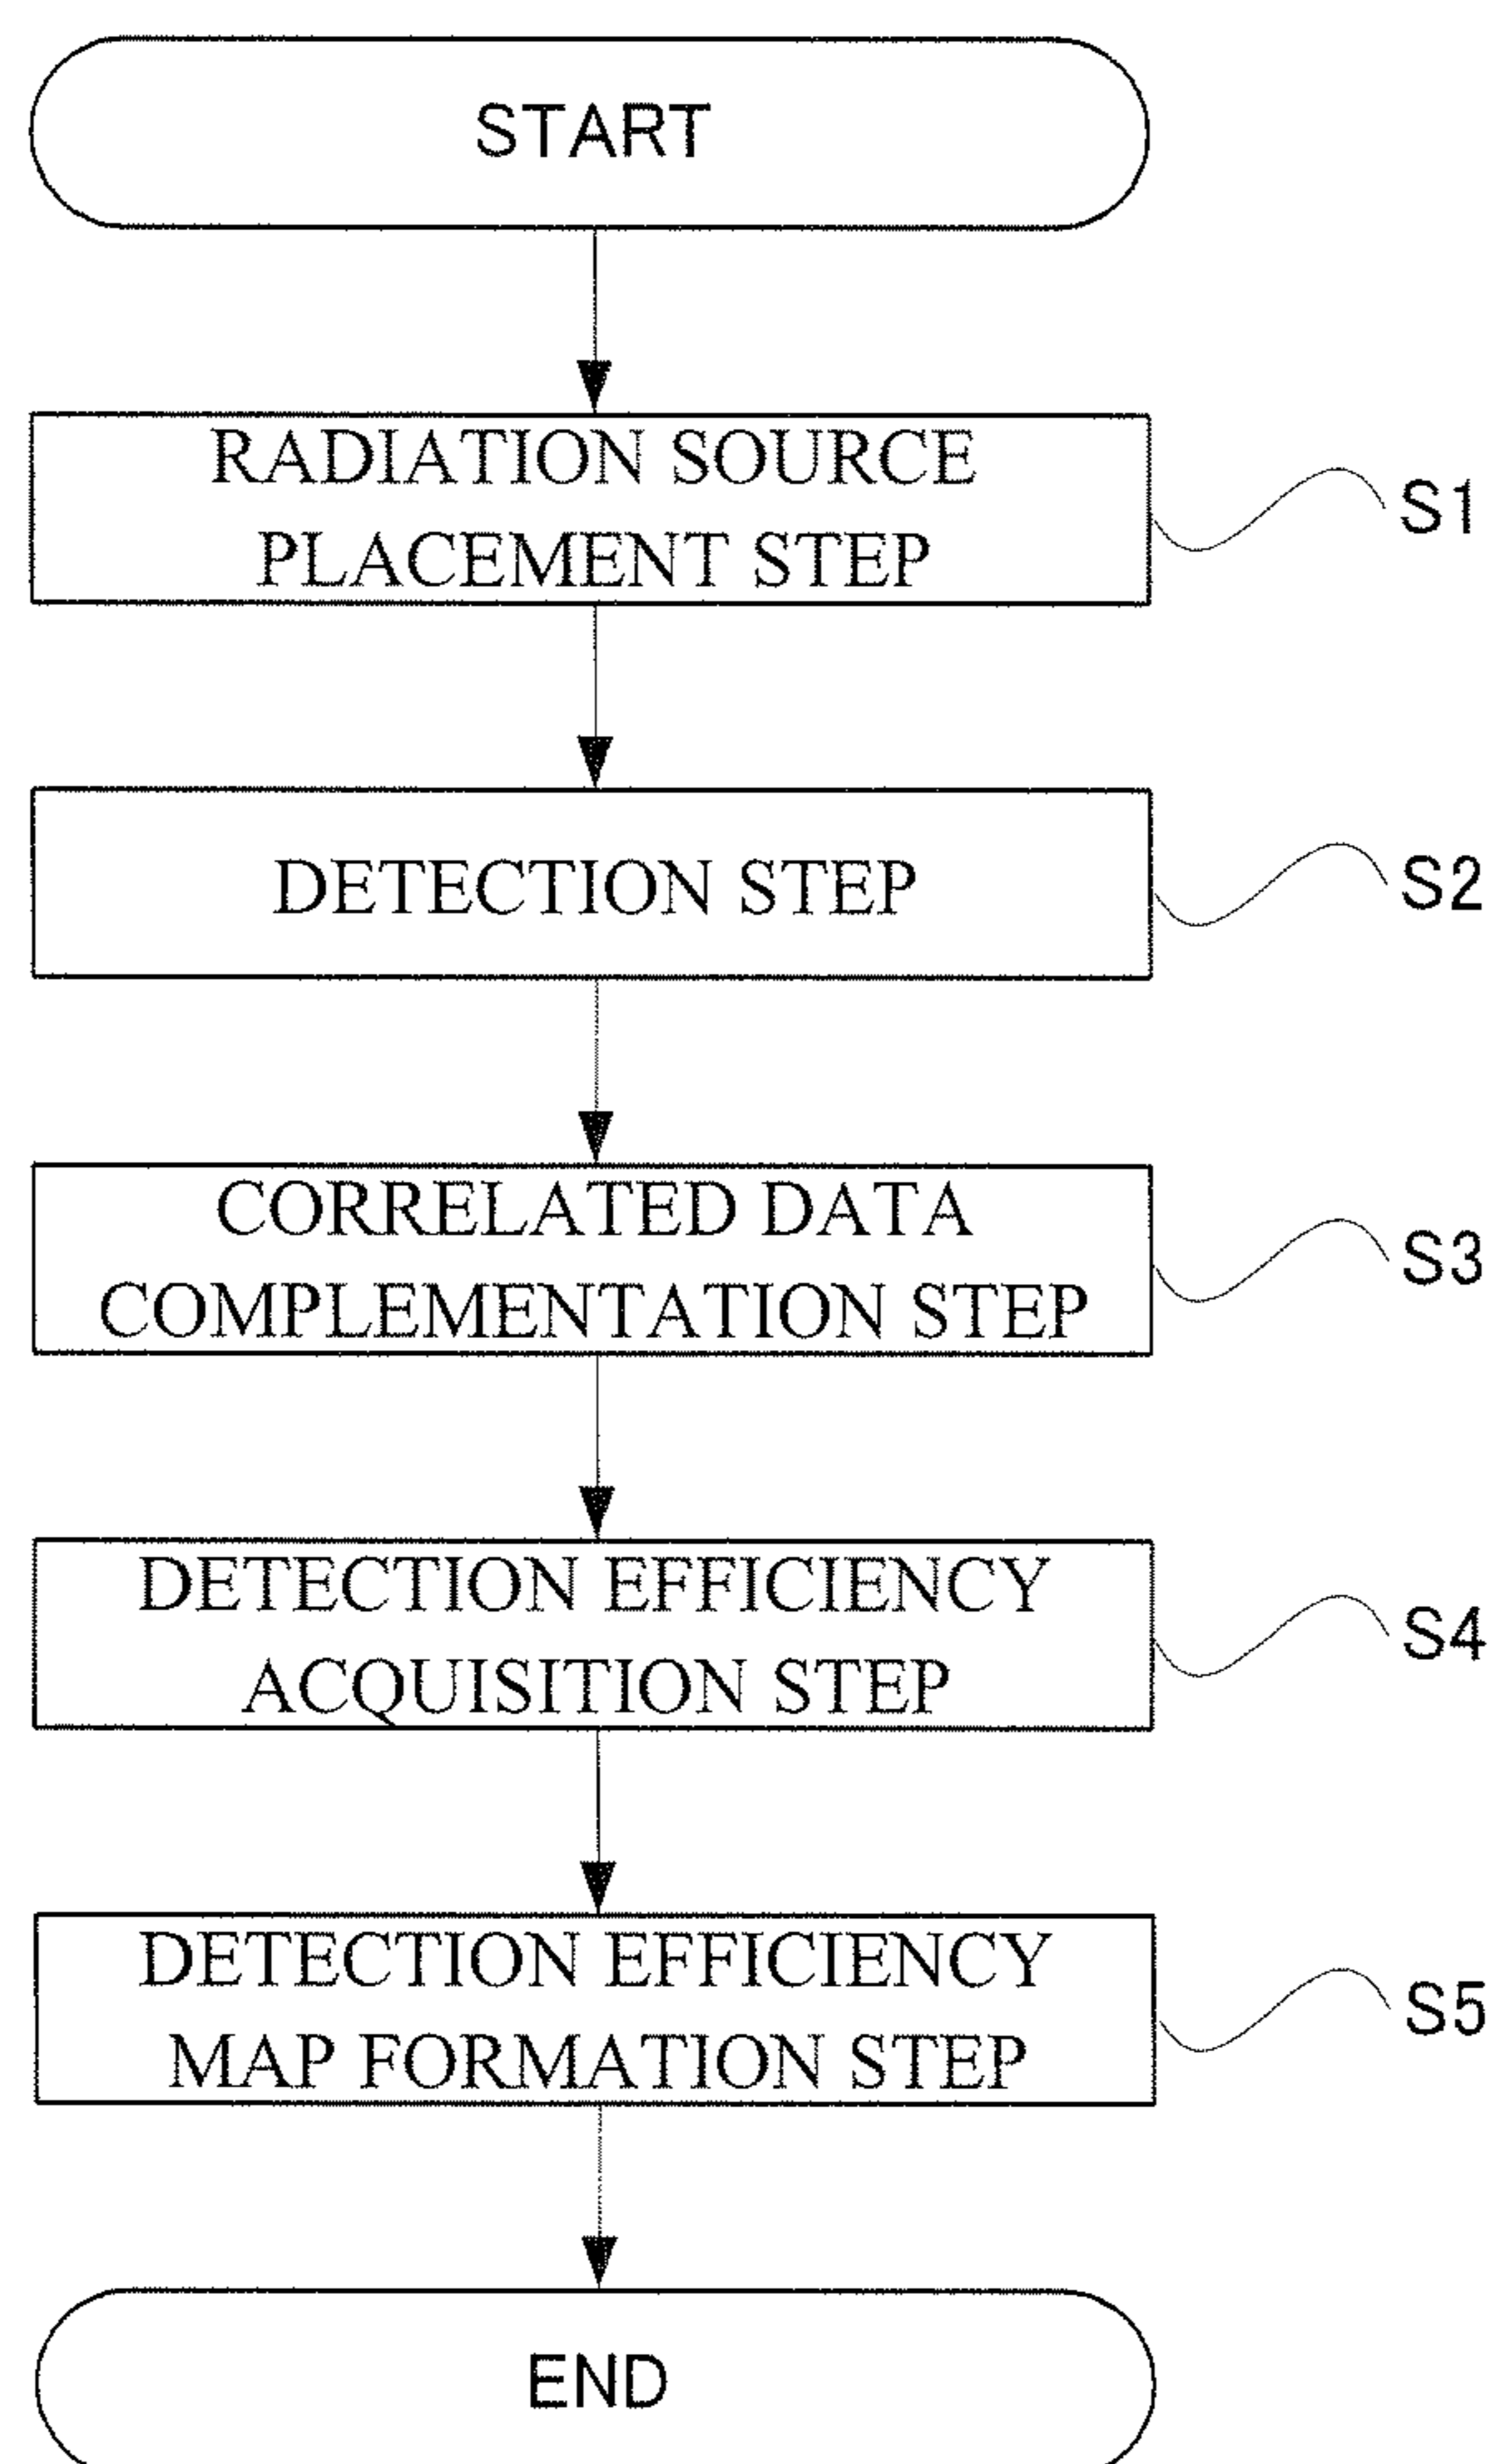 START
RADIATION SOURCE
PLACEMENT STEP
S1
DETECTION STEP
S2
CORRELATED DATA
COMPLEMENTATION STEP
S3
DETECTION EFFICIENCY
ACQUISITION STEP
S4
DETECTION EFFICIENCY
MAP FORMATION STEP
S5
END